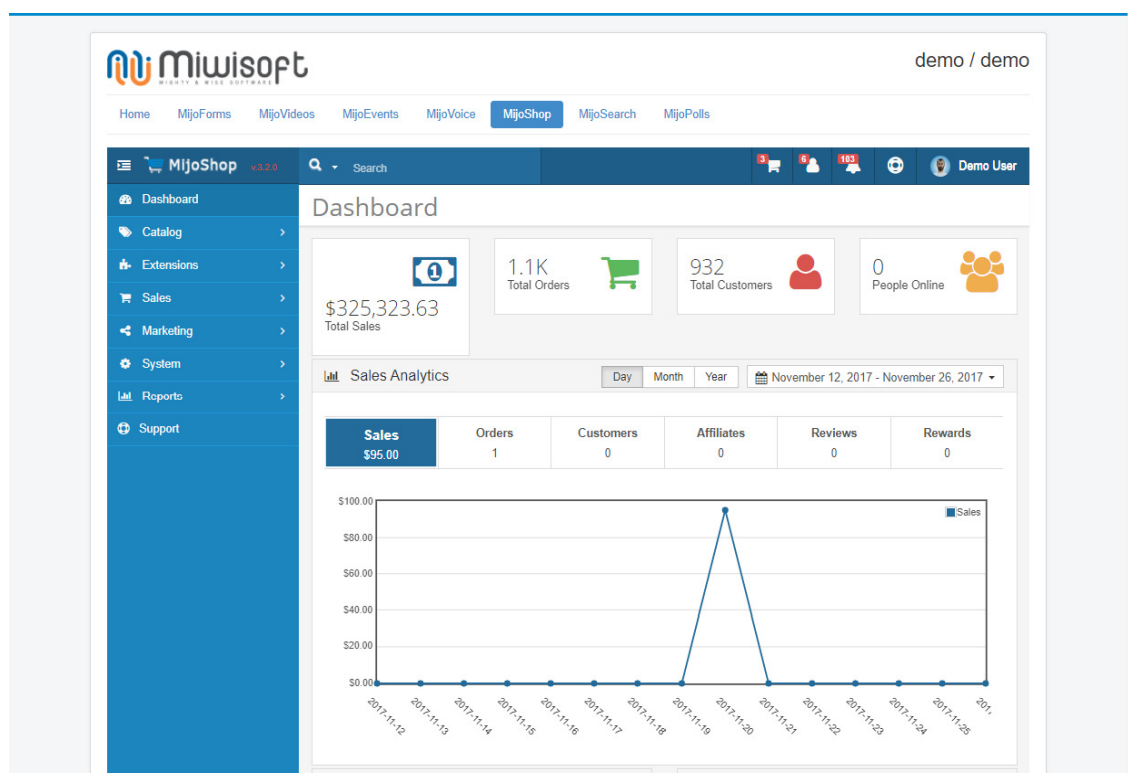 Miwisoft
MIGHTY & WISE SOFTWARE
demo / demo
Home MijoForms MijoVideos MijoEvents MijoVoice MijoShop MijoSearch MijoPolls
MijoShop v.3.2.0 Search 3 6 103 Demo User
Dashboard
Catalog
Extensions
Sales
Marketing
System
Reports
Support
Dashboard
$325,323.63
Total Sales
1.1K
Total Orders
932
Total Customers
0
People Online
Sales Analytics Day Month Year November 12, 2017 - November 26, 2017
Sales Orders Customers Affiliates Reviews Rewards
$95.00 1 0 0 0 0
$100.00
$80.00
$60.00
$40.00
$20.00
$0.00
Sales
2017-11-12 2017-11-13 2017-11-14 2017-11-15 2017-11-16 2017-11-17 2017-11-18 2017-11-19 2017-11-20 2017-11-21 2017-11-22 2017-11-23 2017-11-24 2017-11-25 201